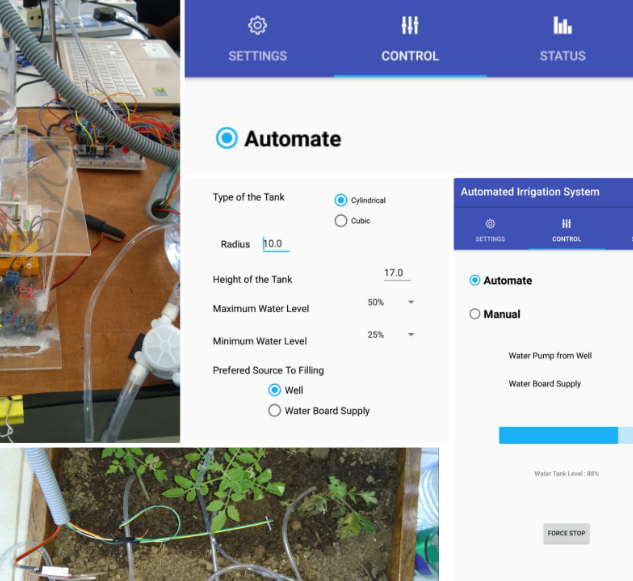 SETTINGS
CONTROL
STATUS
Automate
Type of the Tank
Cylindrical
Cubic
Radius 10.0
Height of the Tank 17.0
Maximum Water Level 50%
Minimum Water Level 25%
Prefered Source To Filling
Well
Water Board Supply
Automated Irrigation System
SETTINGS
CONTROL
Automate
Manual
Water Pump from Well
Water Board Supply
Water Tank Level : 88%
FORCE STOP